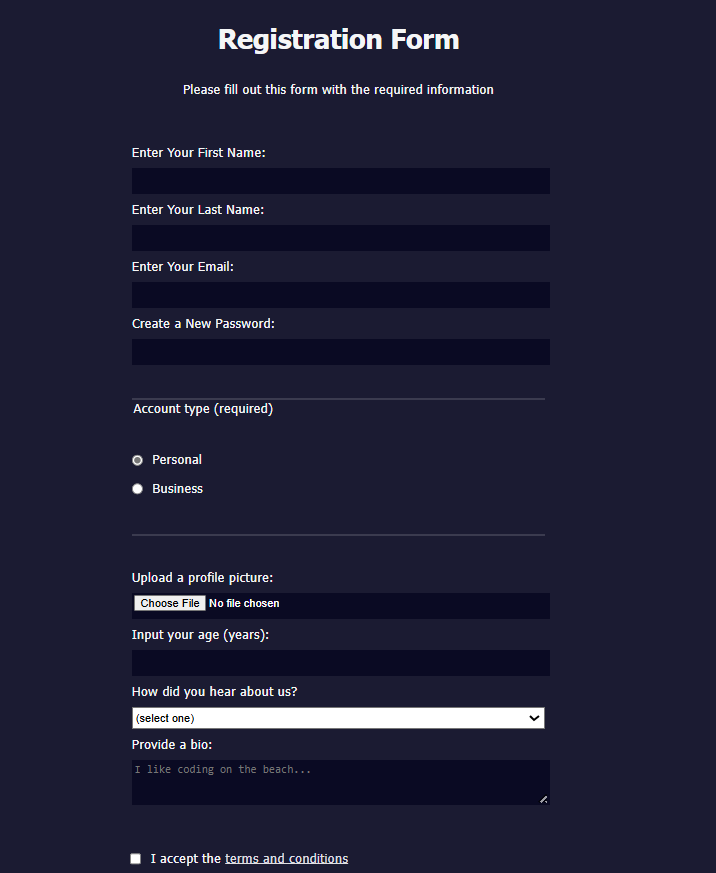 Registration Form
Please fill out this form with the required information
Enter Your First Name:
Enter Your Last Name:
Enter Your Email:
Create a New Password:
Account type (required)
Personal
Business
Upload a profile picture:
Choose File No file chosen
Input your age (years):
How did you hear about us?
(select one)
Provide a bio:
I like coding on the beach...
I accept the terms and conditions